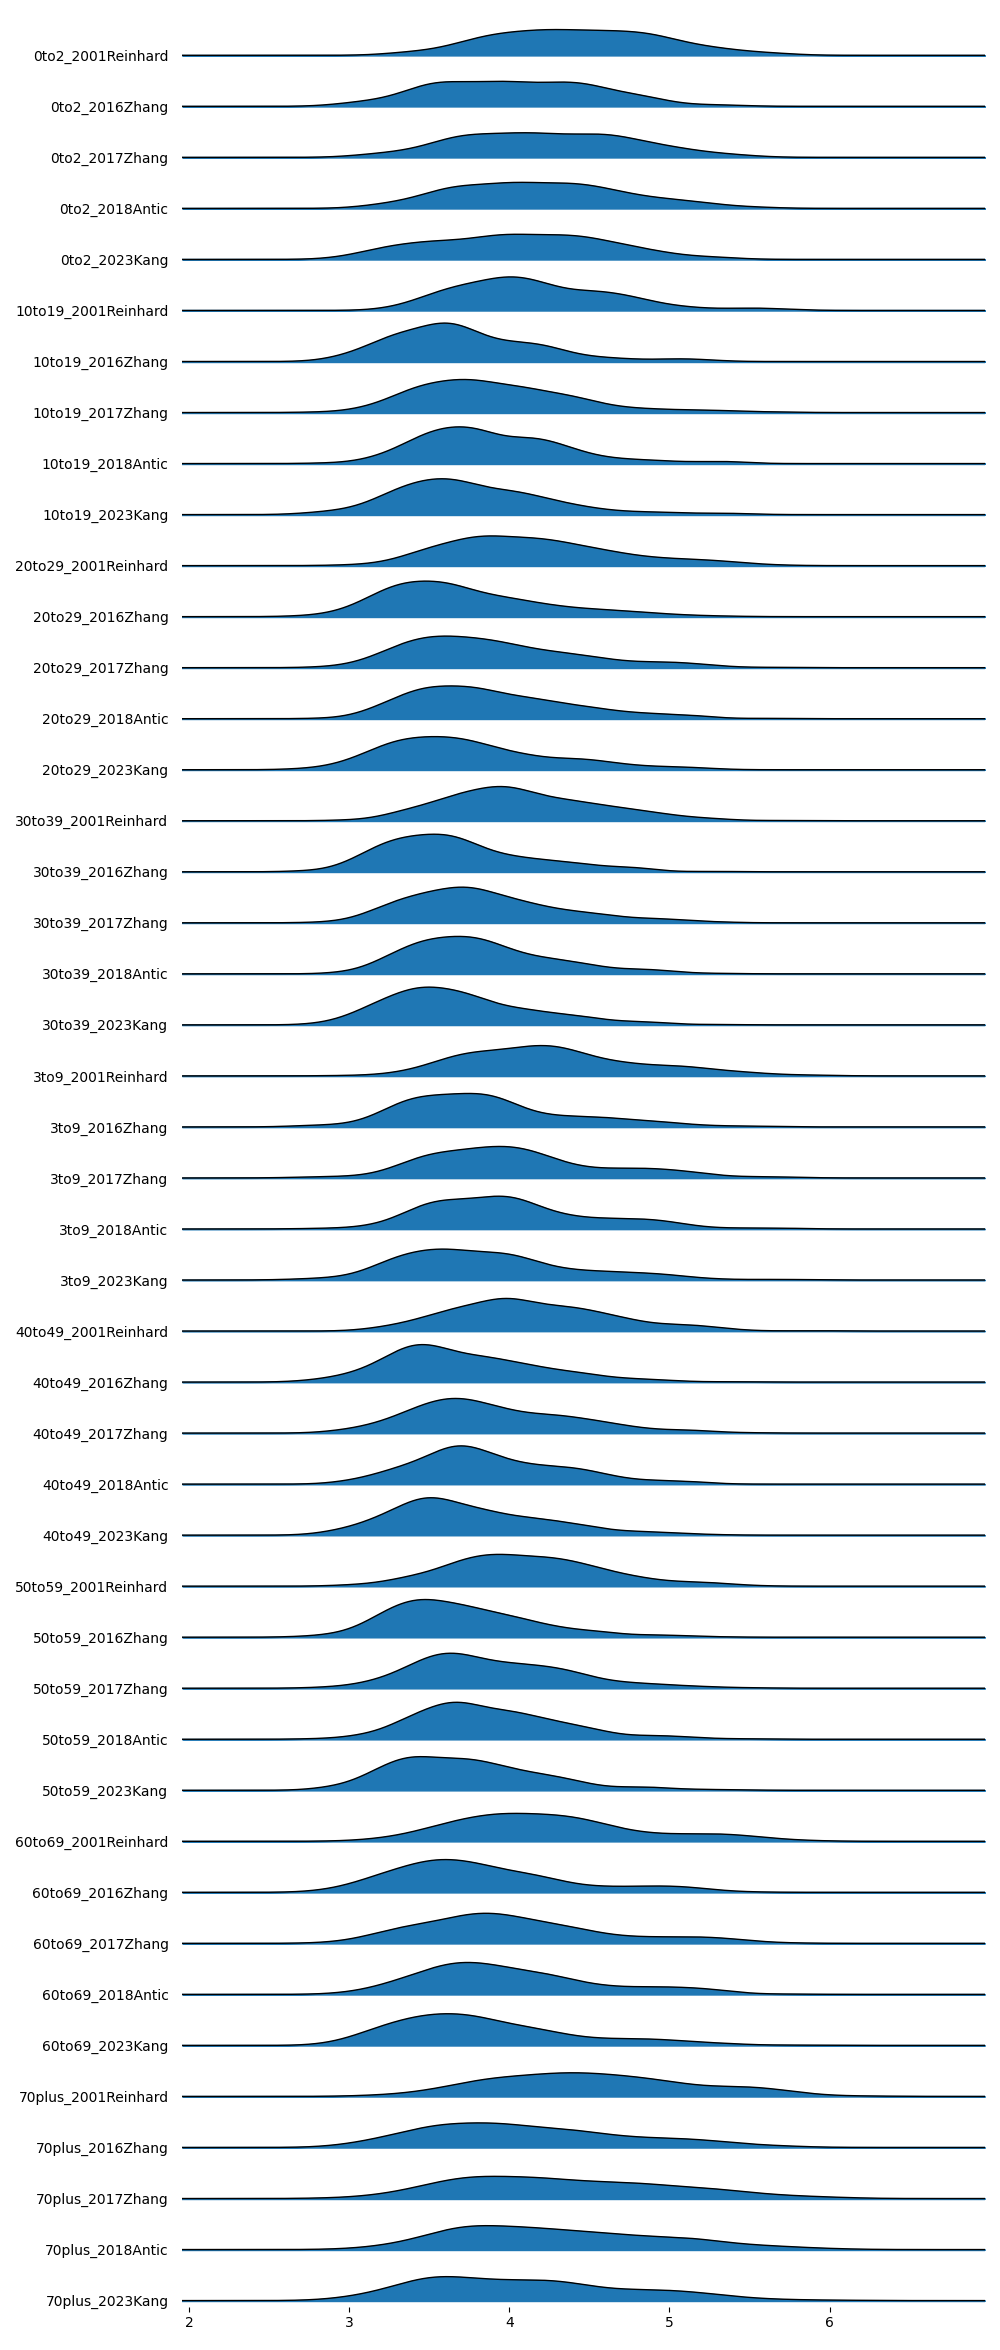 0to2_2001Reinhard
0to2_2016Zhang
0to2_2017Zhang
0to2_2018Antic
0to2_2023Kang
10to19_2001Reinhard
10to19_2016Zhang
10to19_2017Zhang
10to19_2018Antic
10to19_2023Kang
20to29_2001Reinhard
20to29_2016Zhang
20to29_2017Zhang
20to29_2018Antic
20to29_2023Kang
30to39_2001Reinhard
30to39_2016Zhang
30to39_2017Zhang
30to39_2018Antic
30to39_2023Kang
3to9_2001Reinhard
3to9_2016Zhang
3to9_2017Zhang
3to9_2018Antic
3to9_2023Kang
40to49_2001Reinhard
40to49_2016Zhang
40to49_2017Zhang
40to49_2018Antic
40to49_2023Kang
50to59_2001Reinhard
50to59_2016Zhang
50to59_2017Zhang
50to59_2018Antic
50to59_2023Kang
60to69_2001Reinhard
60to69_2016Zhang
60to69_2017Zhang
60to69_2018Antic
60to69_2023Kang
70plus_2001Reinhard
70plus_2016Zhang
70plus_2017Zhang
70plus_2018Antic
70plus_2023Kang
2 3 4 5 6